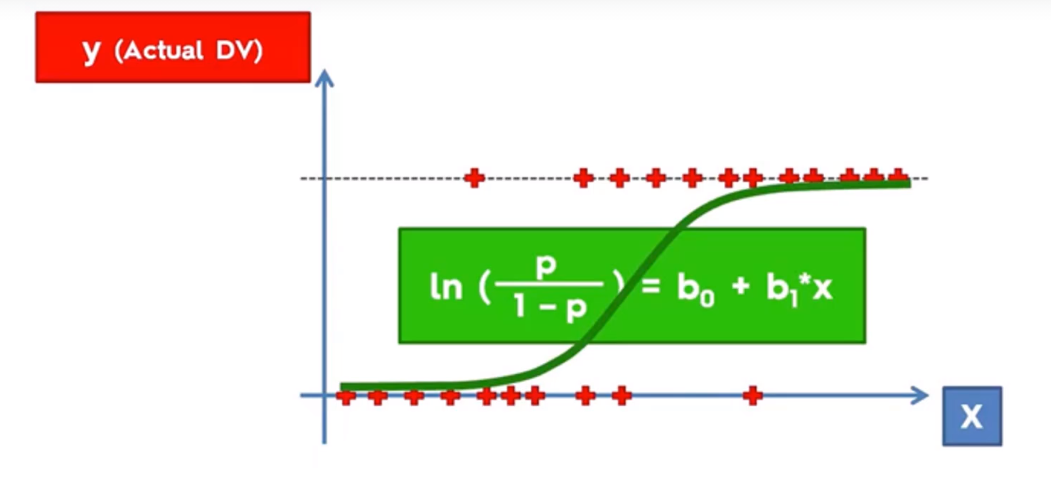 y (Actual DV)
ln ( p / 1 - p ) = b₀ + b₁*x
X